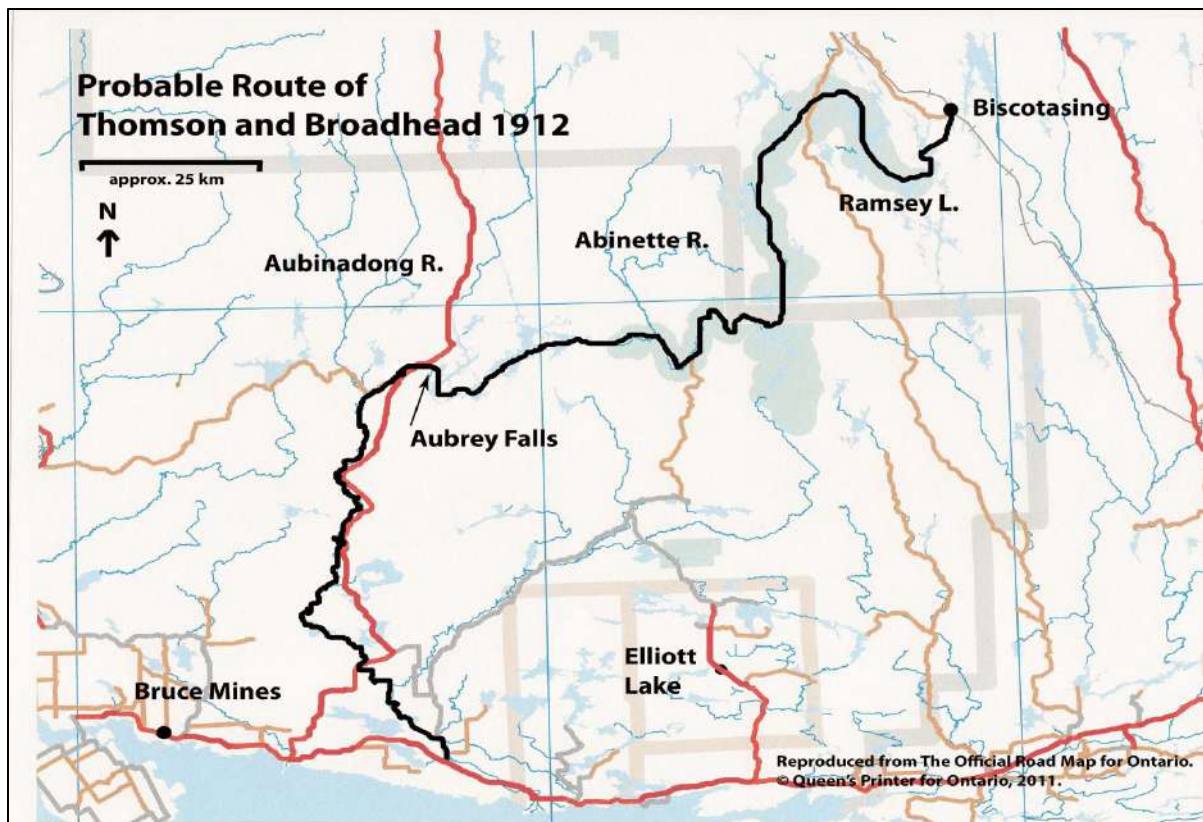 Probable Route of
Thomson and Broadhead 1912
approx. 25 km
N
Biscotasing
Ramsey L.
Abinette R.
Aubinadong R.
Aubrey Falls
Elliott
Lake
Bruce Mines
Reproduced from The Official Road Map for Ontario.
© Queen's Printer for Ontario, 2011.